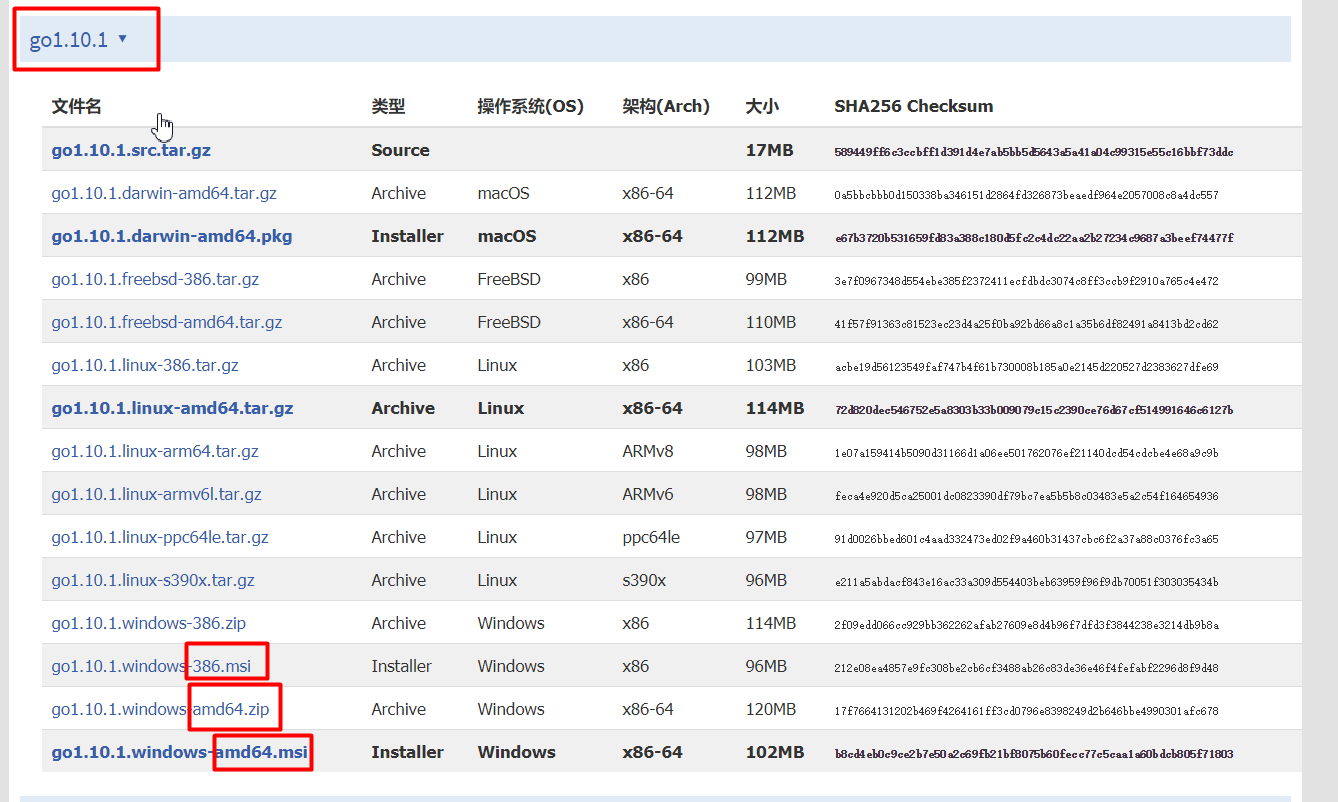 go1.10.1 ▾
文件名 类型 操作系统(OS) 架构(Arch) 大小 SHA256 Checksum
go1.10.1.src.tar.gz Source 17MB 589449ff6c3ccbff1d391d4e7ab5bb5d5643a5a41a04c99315e55c16bbf73ddc
go1.10.1.darwin-amd64.tar.gz Archive macOS x86-64 112MB 0a5bbcbbb0d150338ba346151d2864fd326873beaedf964e2057008c8a4dc557
go1.10.1.darwin-amd64.pkg Installer macOS x86-64 112MB e67b3720b531659fd83a388c180d5fc2c4dc22aa2b27234c9687a3beef74477f
go1.10.1.freebsd-386.tar.gz Archive FreeBSD x86 99MB 3e7f0967348d554ebe385f2372411ecfdbdc3074c8ff3ccb9f2910a765c4e472
go1.10.1.freebsd-amd64.tar.gz Archive FreeBSD x86-64 110MB 41f57f91363c81523ec23d4a25f0ba92bd66a8c1a35b6df82491a8413bd2cd62
go1.10.1.linux-386.tar.gz Archive Linux x86 103MB acbe19d56123549faf747b4f61b730008b185a0e2145d220527d2383627dfe69
go1.10.1.linux-amd64.tar.gz Archive Linux x86-64 114MB 72d820dec546752e5a8303b33b009079c15c2390ce76d67cf514991646c6127b
go1.10.1.linux-arm64.tar.gz Archive Linux ARMv8 98MB 1e07a159414b5090d31166d1a06ee501762076ef21140dcd54cdcbe4e68a9c9b
go1.10.1.linux-armv6l.tar.gz Archive Linux ARMv6 98MB feca4e920d5ca25001dc0823390df79bc7ea5b5b8c03483e5a2c54f164654936
go1.10.1.linux-ppc64le.tar.gz Archive Linux ppc64le 97MB 91d0026bbed601c4aad332473ed02f9a460b31437cbc6f2a37a88c0376fc3a65
go1.10.1.linux-s390x.tar.gz Archive Linux s390x 96MB e211a5abdacf843e16ac33a309d554403beb63959f96f9db70051f303035434b
go1.10.1.windows-386.zip Archive Windows x86 114MB 2f09edd066cc929bb362262afab27609e8d4b96f7dfd3f3844238e3214db9b8a
go1.10.1.windows-386.msi Installer Windows x86 96MB 212e08ea4857e9fc308be2cb6cf3488ab26c83de36e46f4fefabf2296d8f9d48
go1.10.1.windows-amd64.zip Archive Windows x86-64 120MB 17f7664131202b469f4264161ff3cd0796e8398249d2b646bbe4990301afc678
go1.10.1.windows-amd64.msi Installer Windows x86-64 102MB b8cd4eb0c9ce2b7e50a2c69fb21bf8075b60fecc77c5caa1a60bdcb805f71803